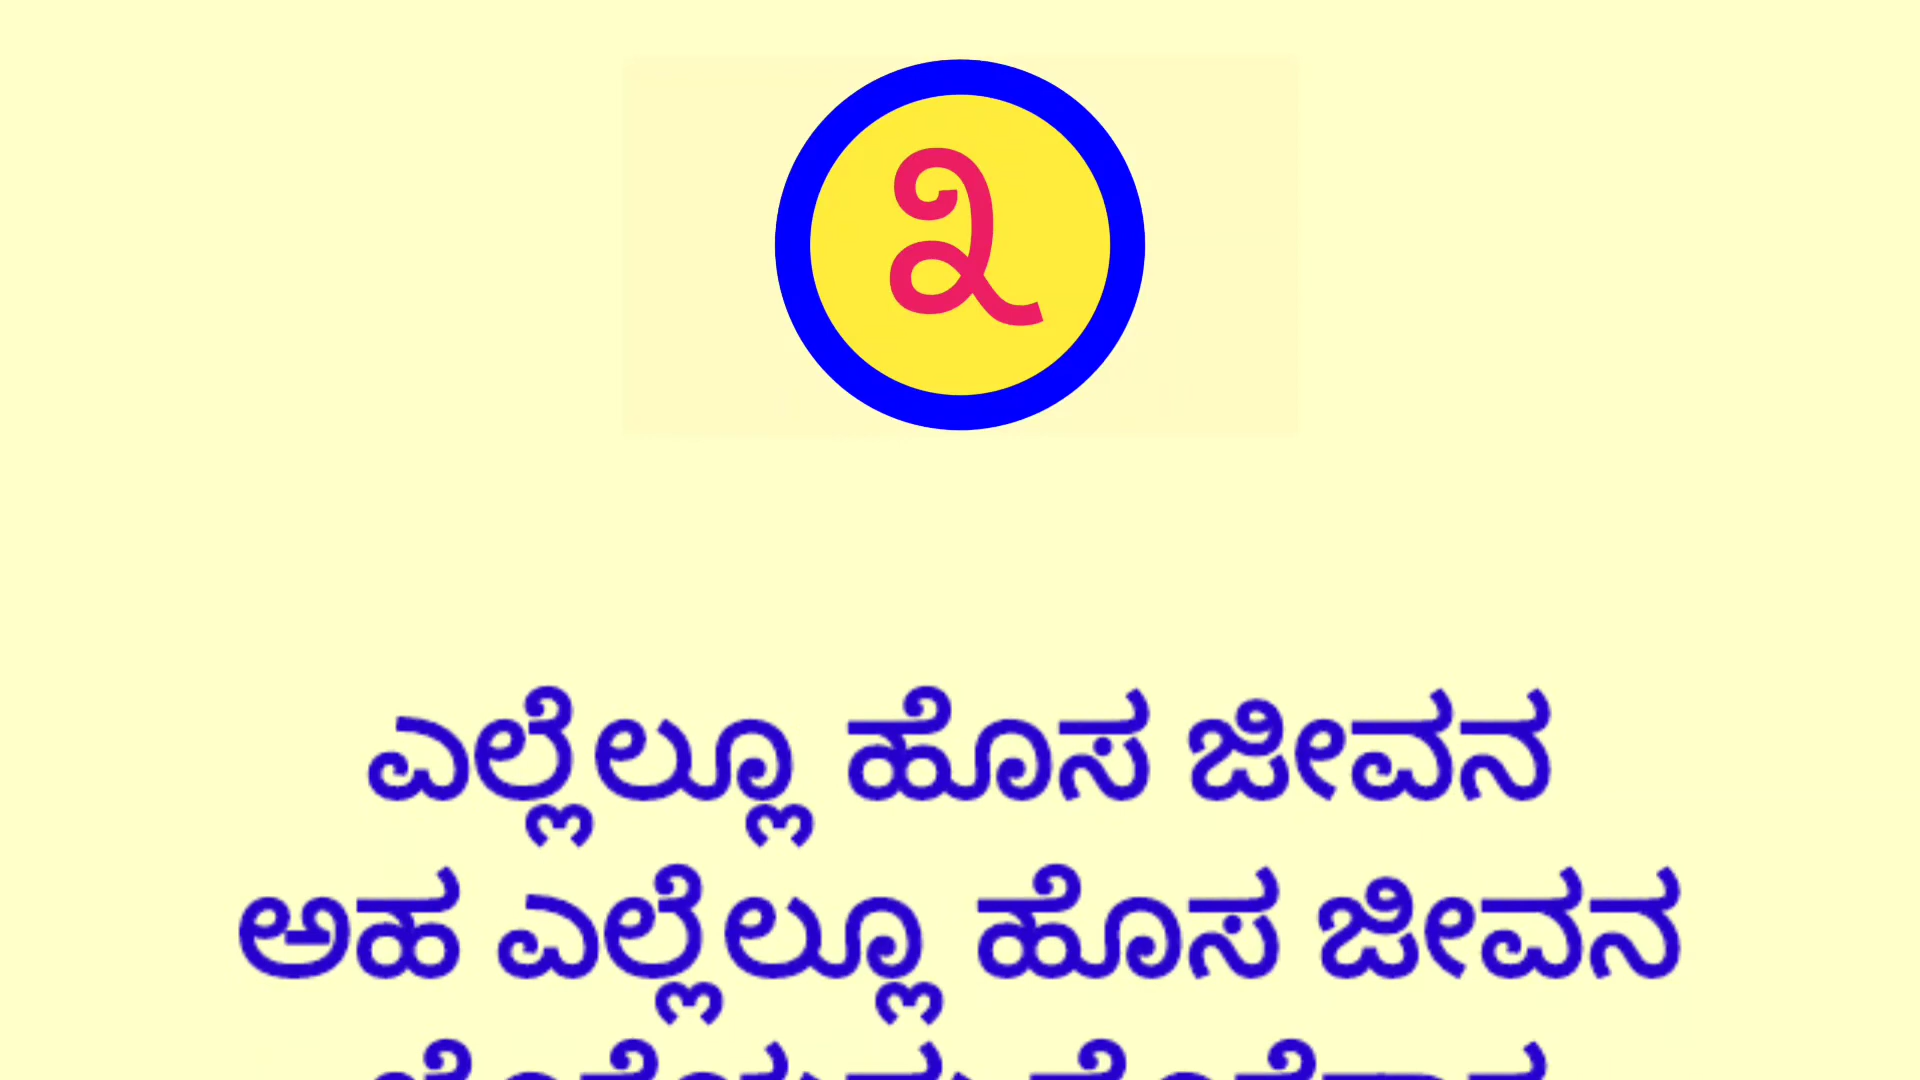 ೩
ಎಲ್ಲೆಲ್ಲೂ ಹೊಸ ಜೀವನ
ಅಹ ಎಲ್ಲೆಲ್ಲೂ ಹೊಸ ಜೀವನ